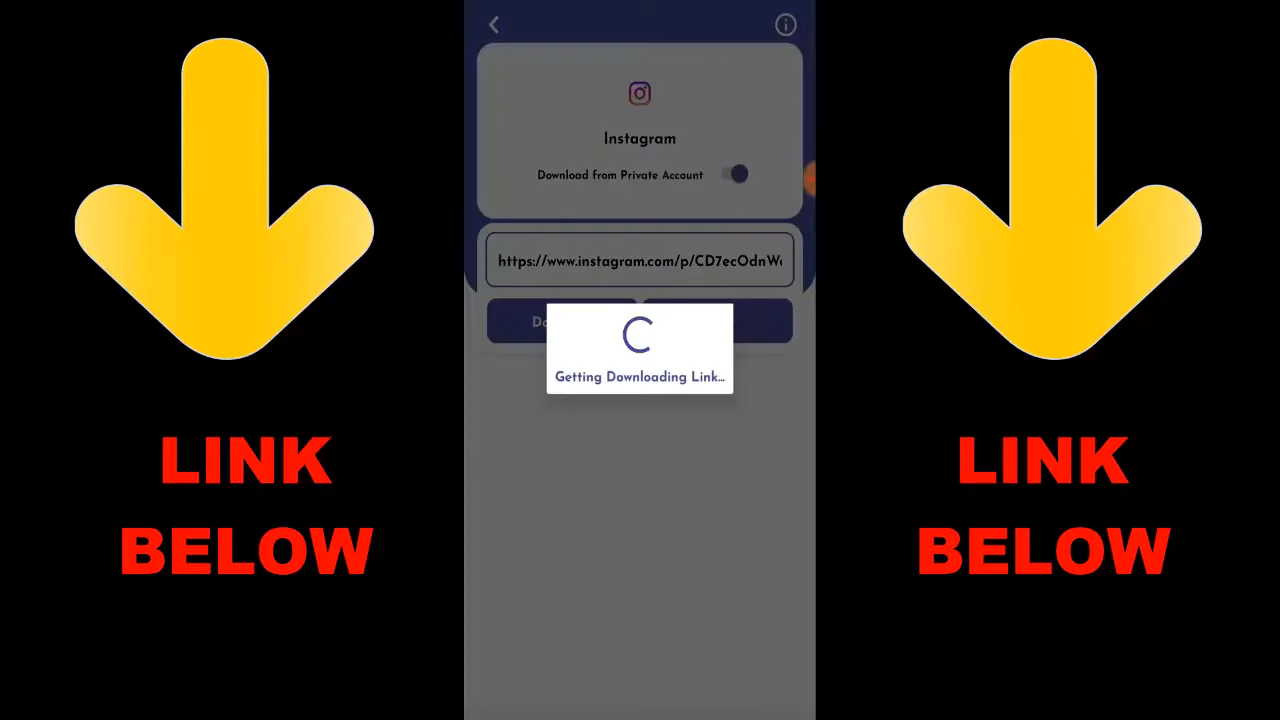 Instagram
Download from Private Account
https://www.instagram.com/p/CD7ecOdnW
Getting Downloading Link...
LINK
BELOW
LINK
BELOW